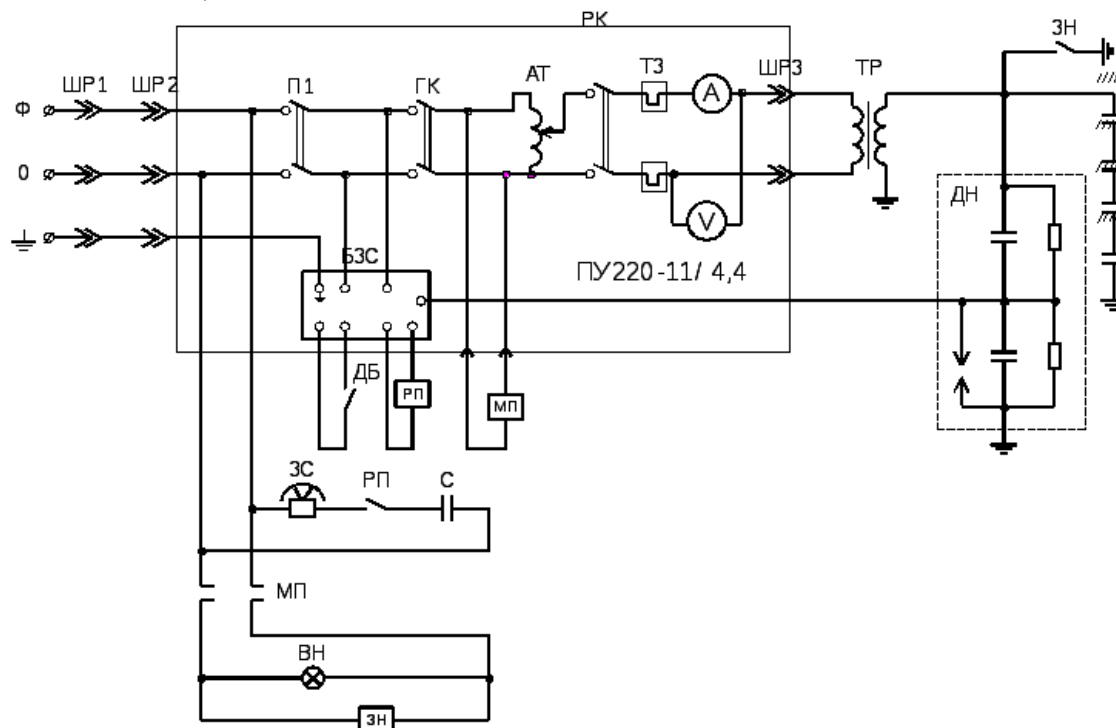 РК
ЗН
ШР1 ШР2 П1 ГК АТ ТЗ А ШР3 ТР
Ф
0
ДН
V
БЗС
ПУ220-11/ 4,4
ДБ
РП
МП
ЗС РП С
МП
ВН
ЗН